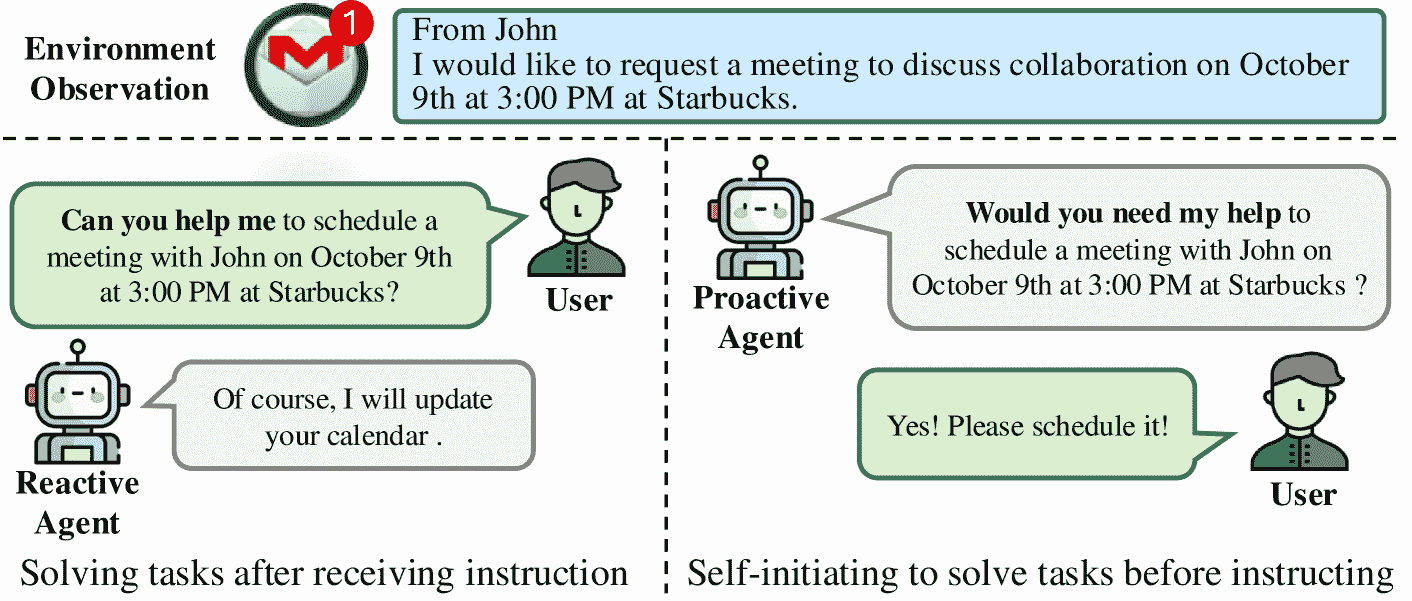 Environment
Observation
1
From John
I would like to request a meeting to discuss collaboration on October
9th at 3:00 PM at Starbucks.
Can you help me to schedule a
meeting with John on October 9th
at 3:00 PM at Starbucks?
User
Of course, I will update
your calendar .
Reactive
Agent
Solving tasks after receiving instruction
Would you need my help to
schedule a meeting with John on
October 9th at 3:00 PM at Starbucks ?
Proactive
Agent
Yes! Please schedule it!
User
Self-initiating to solve tasks before instructing